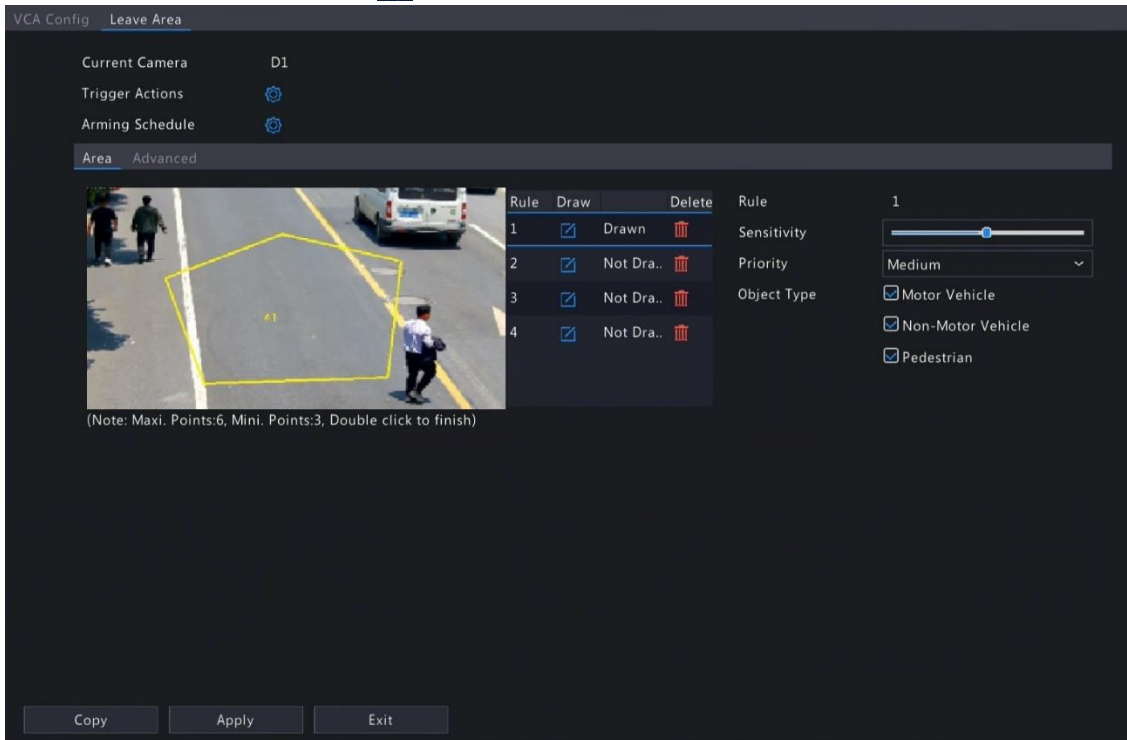 VCA Config Leave Area
Current Camera D1
Trigger Actions
Arming Schedule
Area Advanced
Rule Draw Delete
1 Drawn
2 Not Dra..
3 Not Dra..
4 Not Dra..
Rule 1
Sensitivity
Priority Medium
Object Type Motor Vehicle
Non-Motor Vehicle
Pedestrian
(Note: Maxi. Points:6, Mini. Points:3, Double click to finish)
Copy Apply Exit